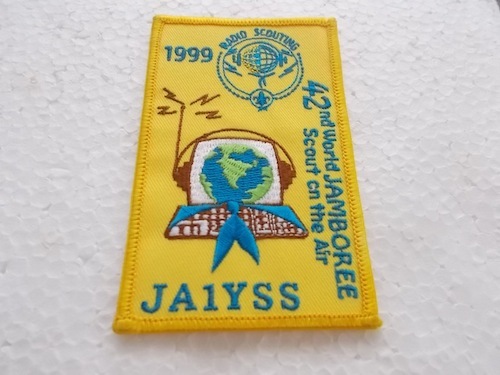 1999
RADIO SCOUTING
42nd World JAMBOREE
Scout on the Air
JA1YSS